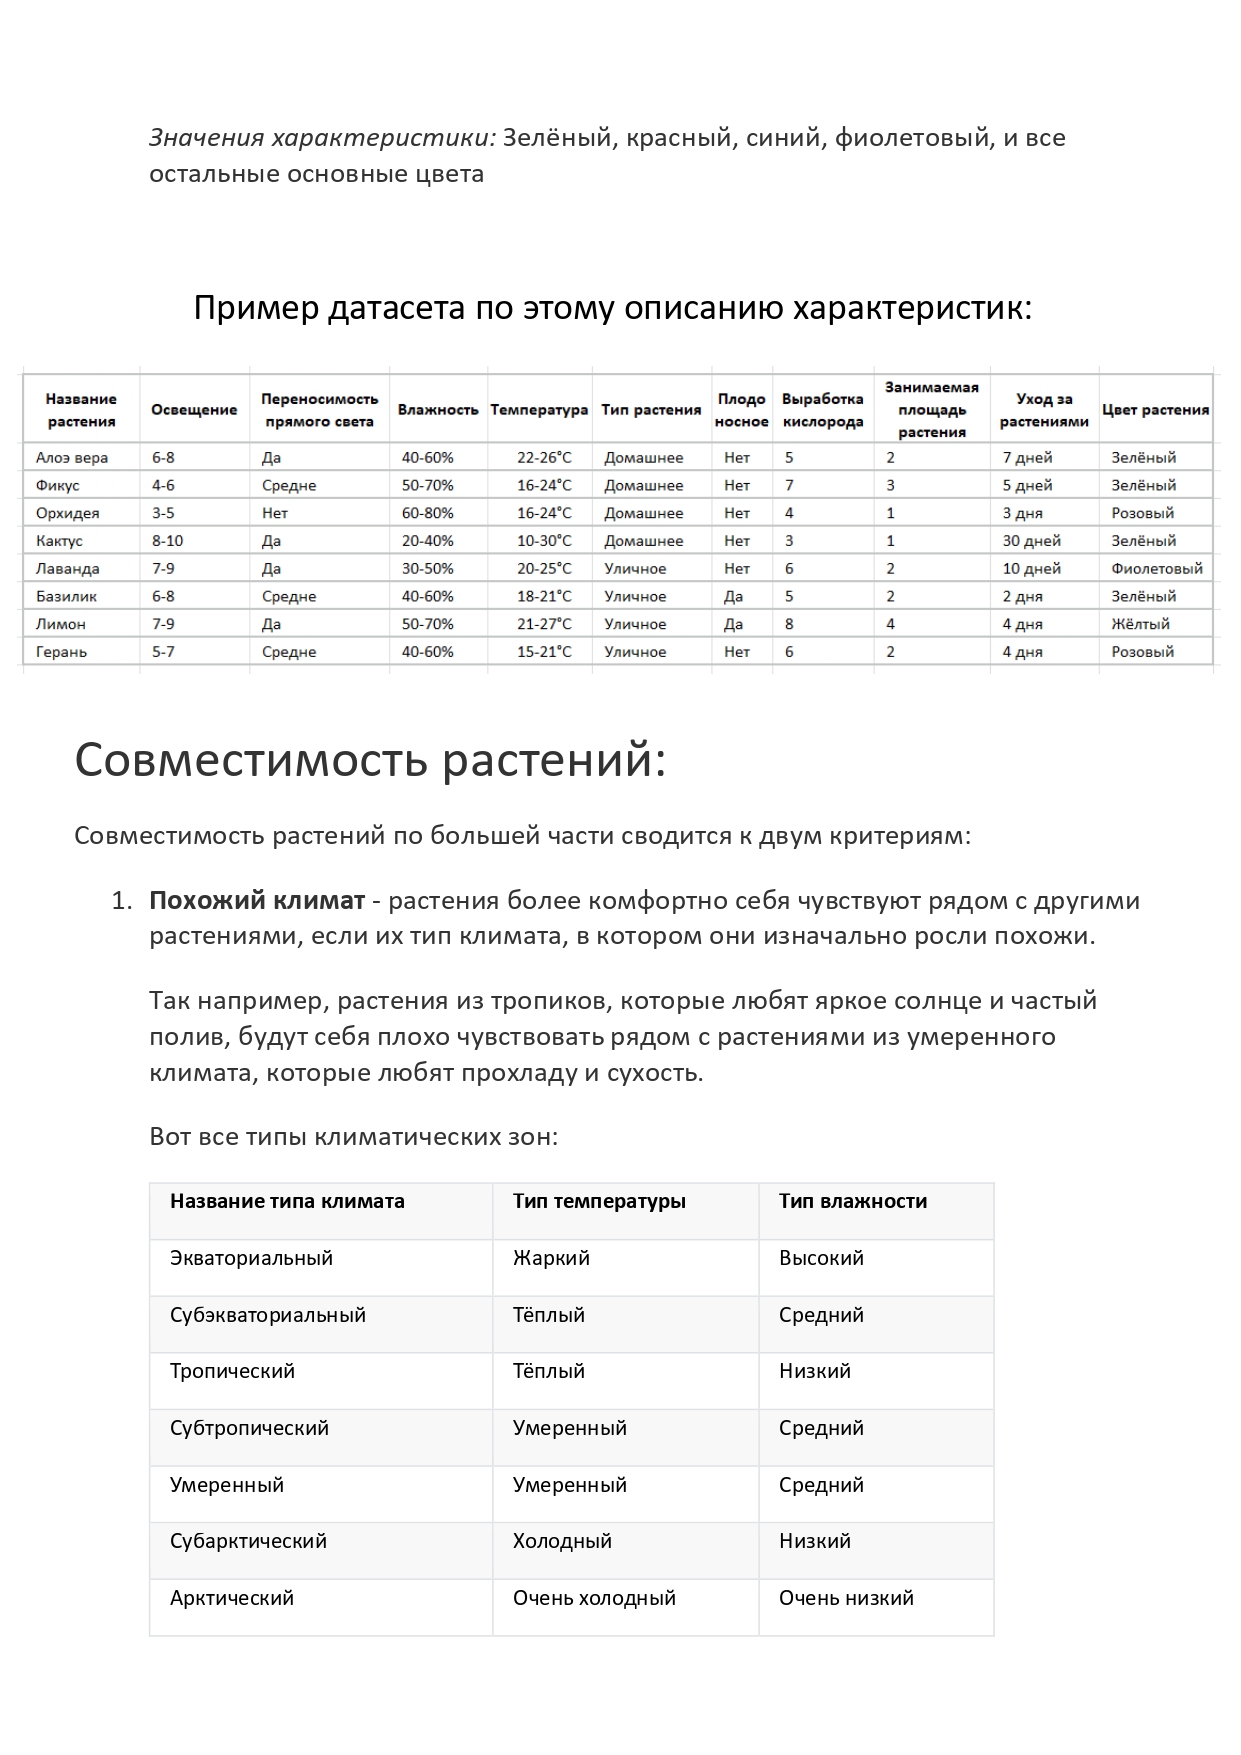 Значения характеристики: Зелёный, красный, синий, фиолетовый, и все
остальные основные цвета
Пример датасета по этому описанию характеристик:
Название растения Освещение Переносимость прямого света Влажность Температура Тип растения Плодо носное Выработка кислорода Занимаемая площадь растения Уход за растениями Цвет растения
Алоэ вера 6-8 Да 40-60% 22-26°C Домашнее Нет 5 2 7 дней Зелёный
Фикус 4-6 Средне 50-70% 16-24°C Домашнее Нет 7 3 5 дней Зелёный
Орхидея 3-5 Нет 60-80% 16-24°C Домашнее Нет 4 1 3 дня Розовый
Кактус 8-10 Да 20-40% 10-30°C Домашнее Нет 3 1 30 дней Зелёный
Лаванда 7-9 Да 30-50% 20-25°C Уличное Нет 6 2 10 дней Фиолетовый
Базилик 6-8 Средне 40-60% 18-21°C Уличное Да 5 2 2 дня Зелёный
Лимон 7-9 Да 50-70% 21-27°C Уличное Да 8 4 4 дня Жёлтый
Герань 5-7 Средне 40-60% 15-21°C Уличное Нет 6 2 4 дня Розовый
Совместимость растений:
Совместимость растений по большей части сводится к двум критериям:
1. Похожий климат - растения более комфортно себя чувствуют рядом с другими
растениями, если их тип климата, в котором они изначально росли похожи.
Так например, растения из тропиков, которые любят яркое солнце и частый
полив, будут себя плохо чувствовать рядом с растениями из умеренного
климата, которые любят прохладу и сухость.
Вот все типы климатических зон:
Название типа климата Тип температуры Тип влажности
Экваториальный Жаркий Высокий
Субэкваториальный Тёплый Средний
Тропический Тёплый Низкий
Субтропический Умеренный Средний
Умеренный Умеренный Средний
Субарктический Холодный Низкий
Арктический Очень холодный Очень низкий